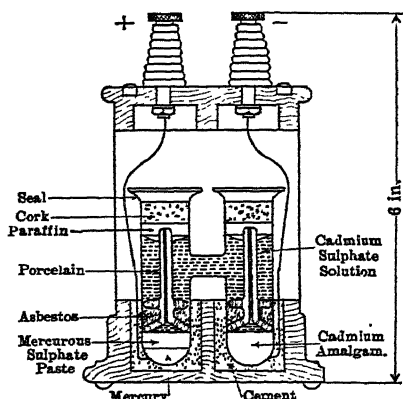 + −
6 in.
Seal
Cork
Paraffin
Porcelain
Asbestos
Mercurous
Sulphate
Paste
Mercury
Cement
Cadmium
Sulphate
Solution
Cadmium
Amalgam.